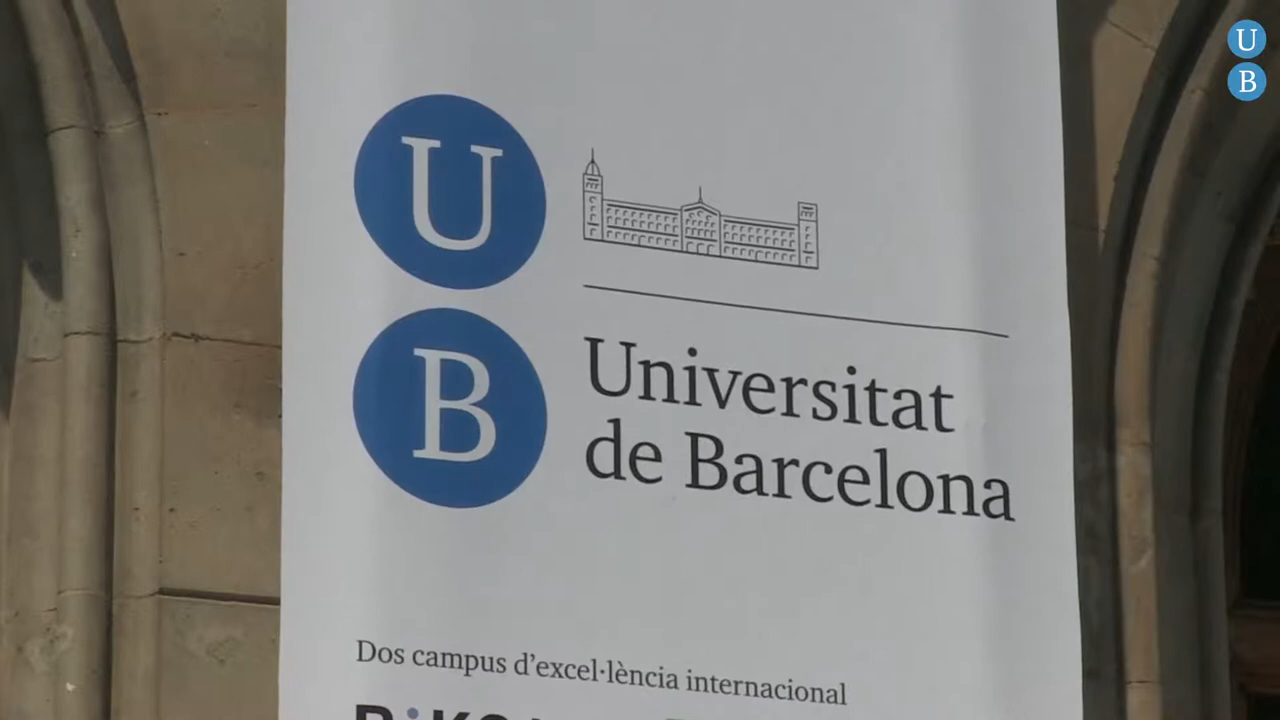 U
B
Universitat
de Barcelona
Dos campus d'excel·lència internacional
U
B